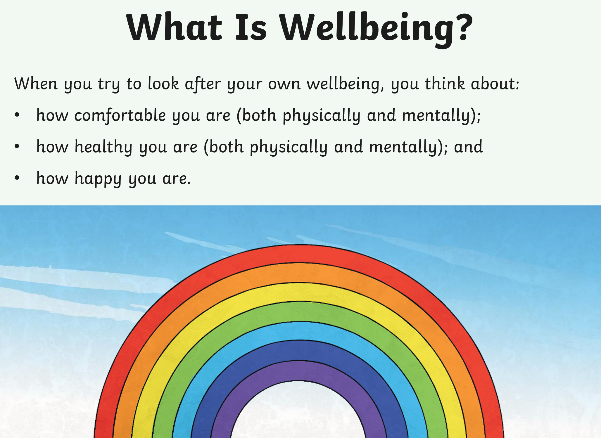 What Is Wellbeing?
When you try to look after your own wellbeing, you think about:
• how comfortable you are (both physically and mentally);
• how healthy you are (both physically and mentally); and
• how happy you are.